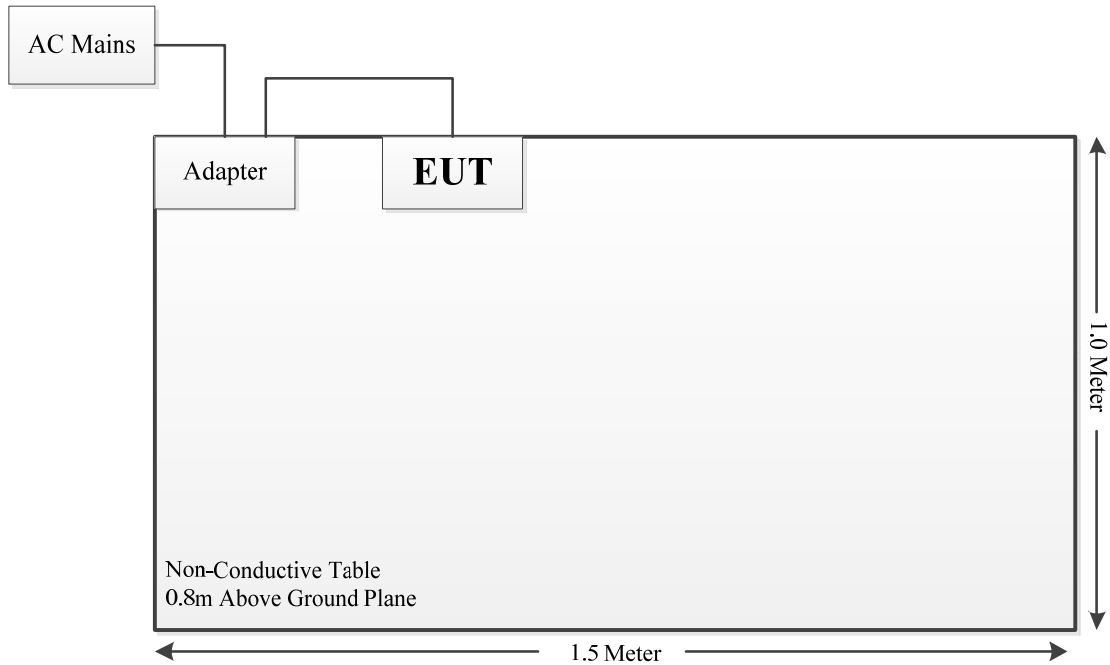 AC Mains
Adapter
EUT
1.0 Meter
Non-Conductive Table
0.8m Above Ground Plane
1.5 Meter